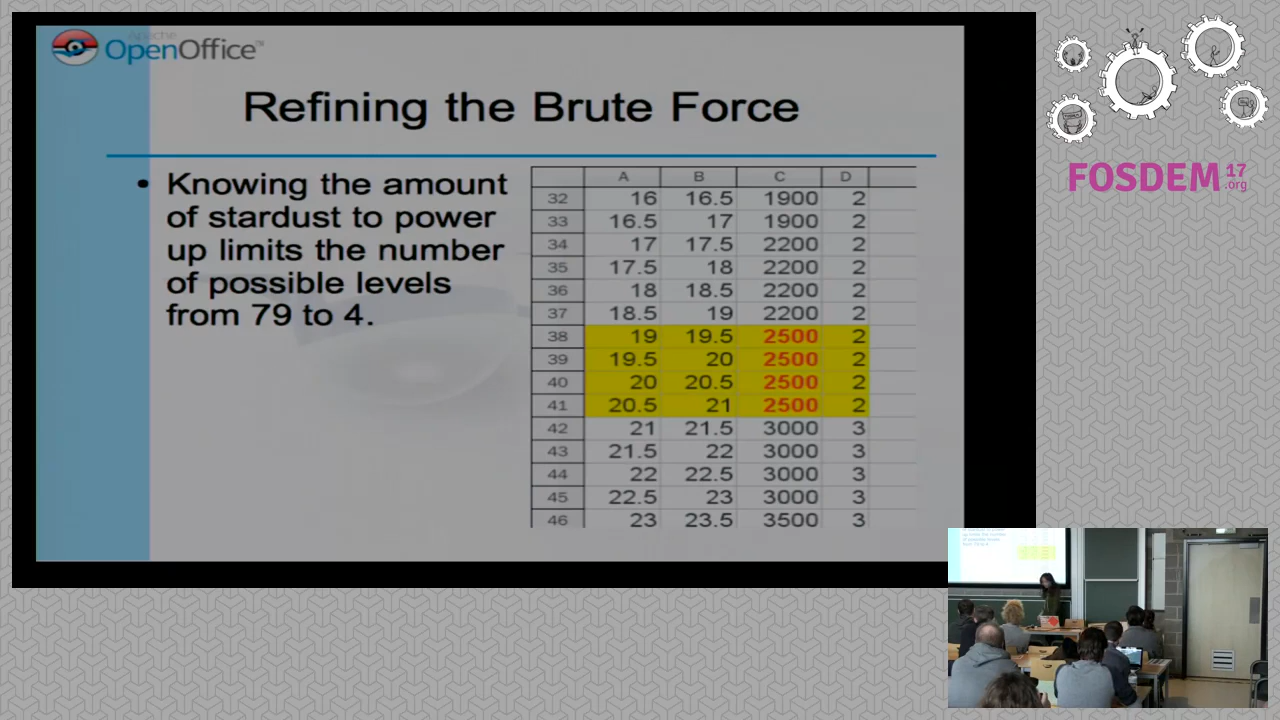 Apache
OpenOffice™
Refining the Brute Force
• Knowing the amount
of stardust to power
up limits the number
of possible levels
from 79 to 4.
A B C D
32 16 16.5 1900 2
33 16.5 17 1900 2
34 17 17.5 2200 2
35 17.5 18 2200 2
36 18 18.5 2200 2
37 18.5 19 2200 2
38 19 19.5 2500 2
39 19.5 20 2500 2
40 20 20.5 2500 2
41 20.5 21 2500 2
42 21 21.5 3000 3
43 21.5 22 3000 3
44 22 22.5 3000 3
45 22.5 23 3000 3
46 23 23.5 3500 3
FOSDEM 17
.org